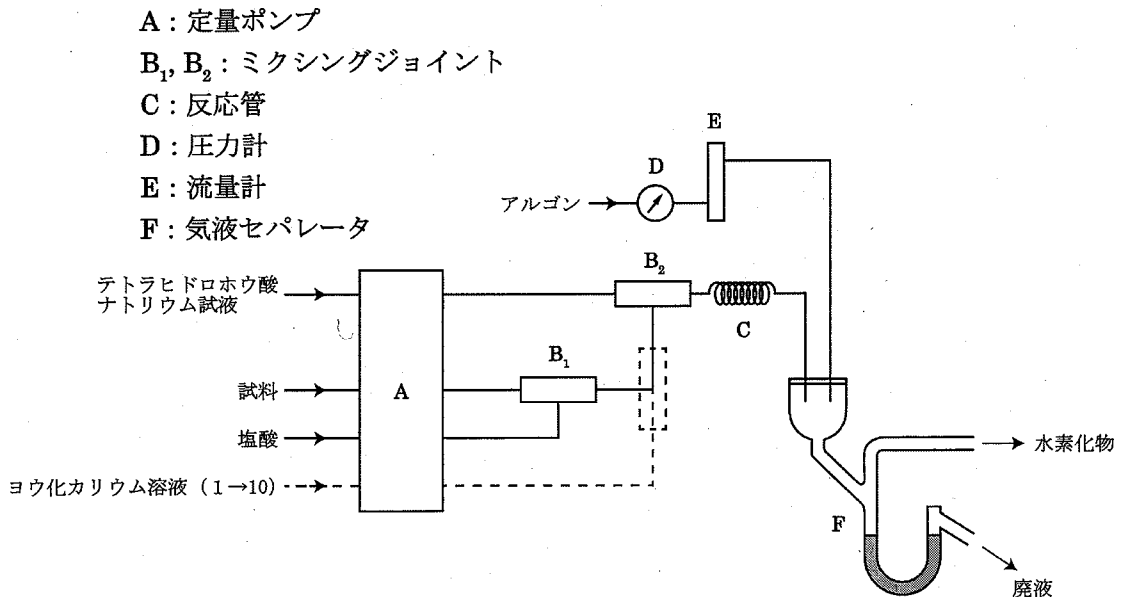 A:定量ポンプ
B₁, B₂:ミクシングジョイント
C:反応管
D:圧力計
E:流量計
F:気液セパレータ
E
D
アルゴン
テトラヒドロホウ酸
ナトリウム試液
B₂
C
B₁
試料
A
塩酸
水素化物
ヨウ化カリウム溶液(1→10)
F
廃液